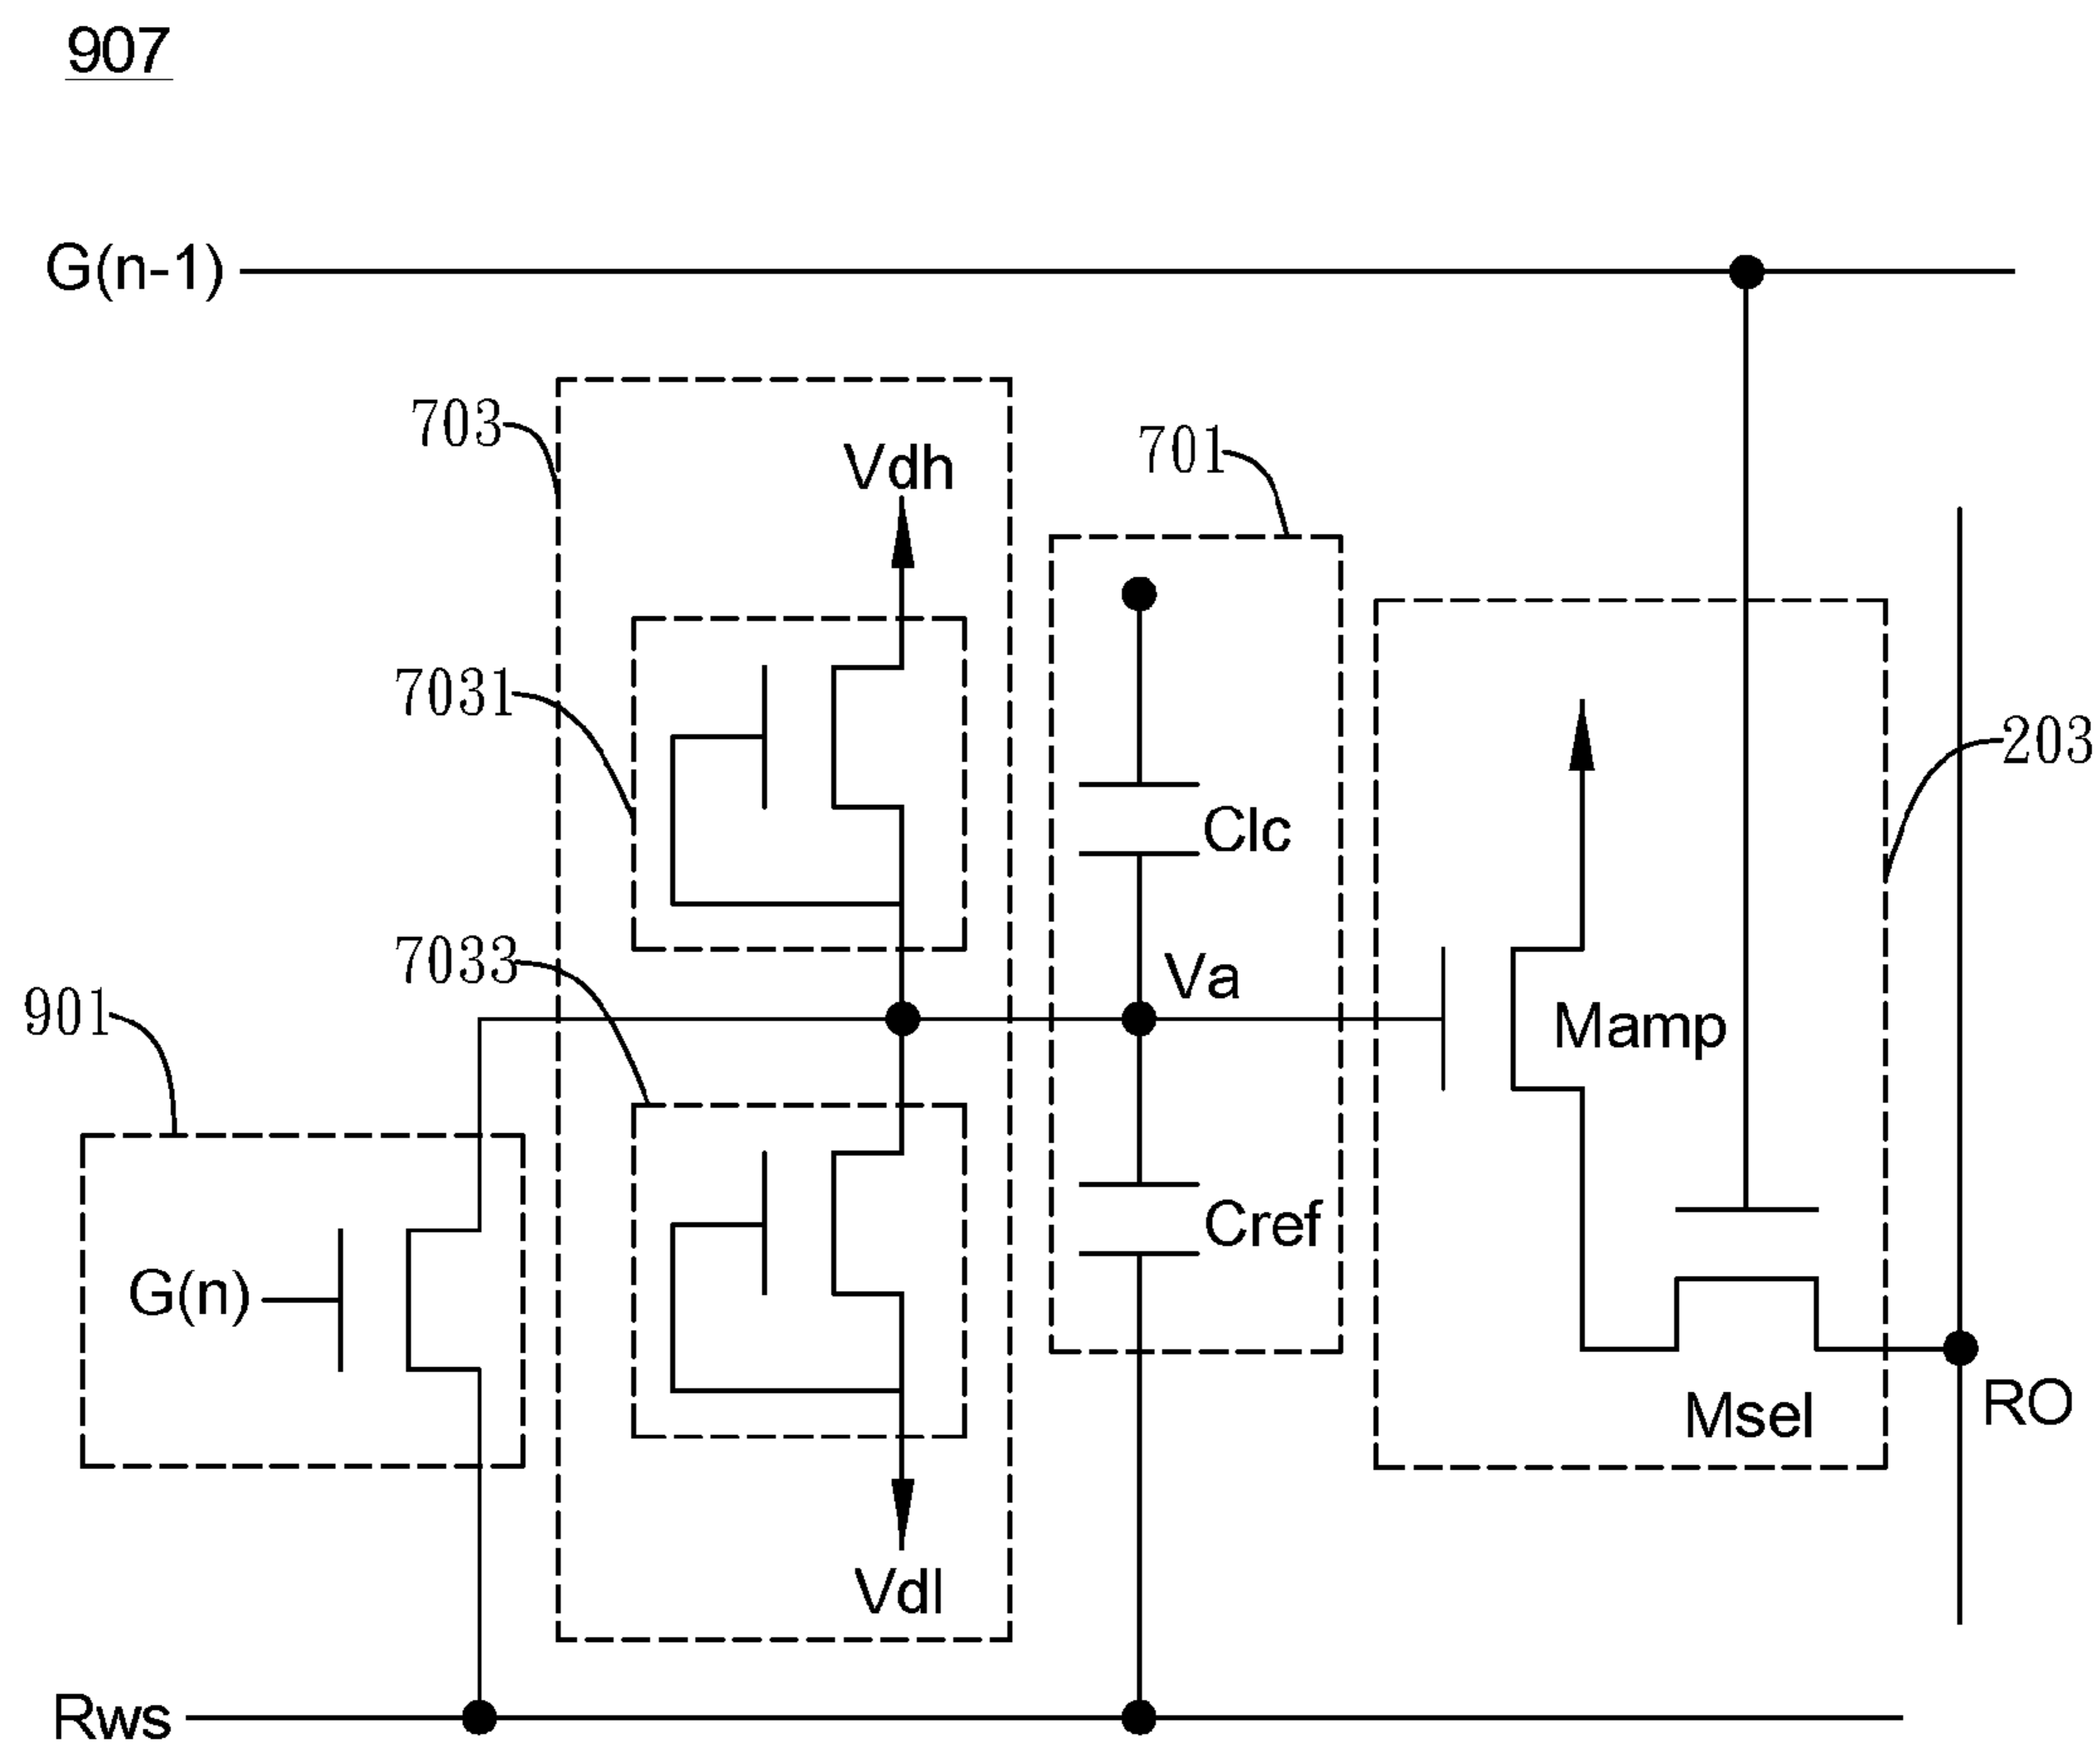 907
G(n-1)
703
701
Vdh
7031
203
Clc
7033
Va
901
Mamp
Cref
G(n)
RO
Msel
Vdl
Rws